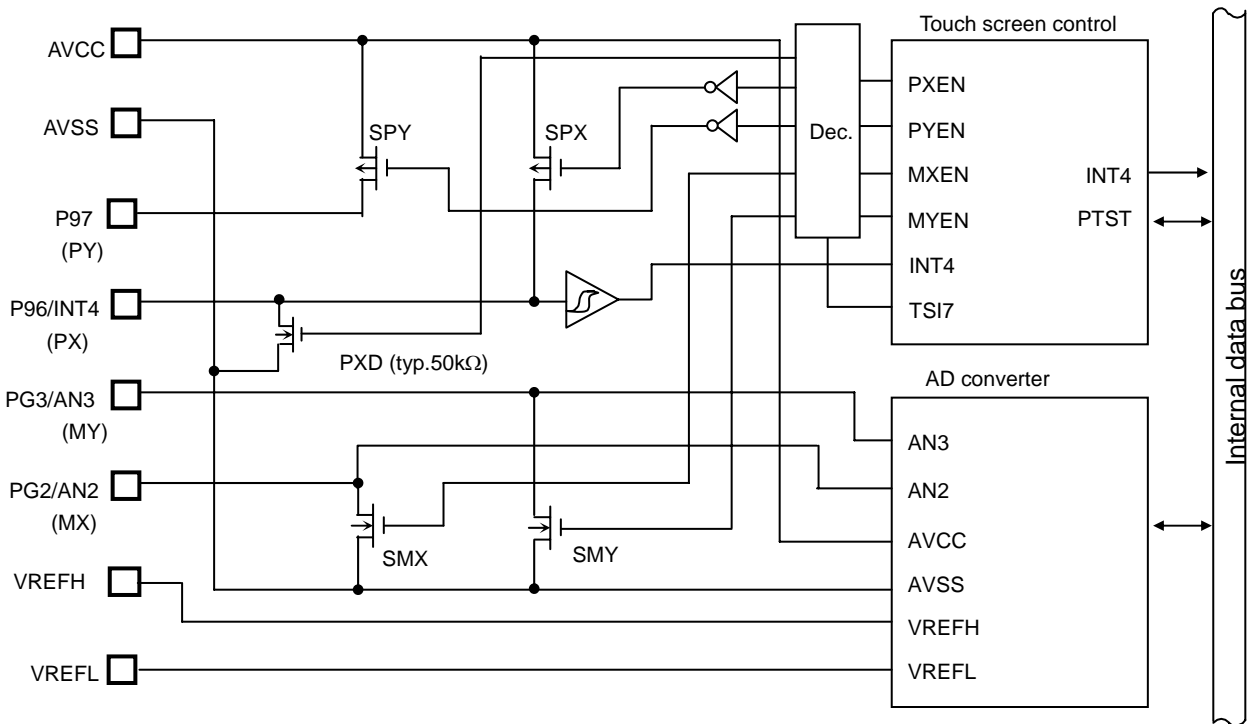 Touch screen control
AVCC
AVSS
P97
(PY)
P96/INT4
(PX)
PG3/AN3
(MY)
PG2/AN2
(MX)
VREFH
VREFL
SPY
SPX
PXD (typ.50kΩ)
SMX
SMY
Dec.
PXEN
PYEN
MXEN
MYEN
INT4
TSI7
INT4
PTST
AD converter
AN3
AN2
AVCC
AVSS
VREFH
VREFL
Internal data bus